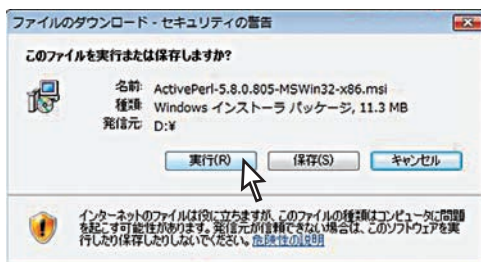 ファイルのダウンロード - セキュリティの警告
このファイルを実行または保存しますか?
名前: ActivePerl-5.8.0.805-MSWin32-x86.msi
種類: Windows インストーラ パッケージ, 11.3 MB
発信元: D:¥
実行(R) 保存(S) キャンセル
インターネットのファイルは役に立ちますが、このファイルの種類はコンピュータに問題
を起こす可能性があります。発信元が信頼できない場合は、このソフトウェアを実
行したり保存したりしないでください。危険性の説明